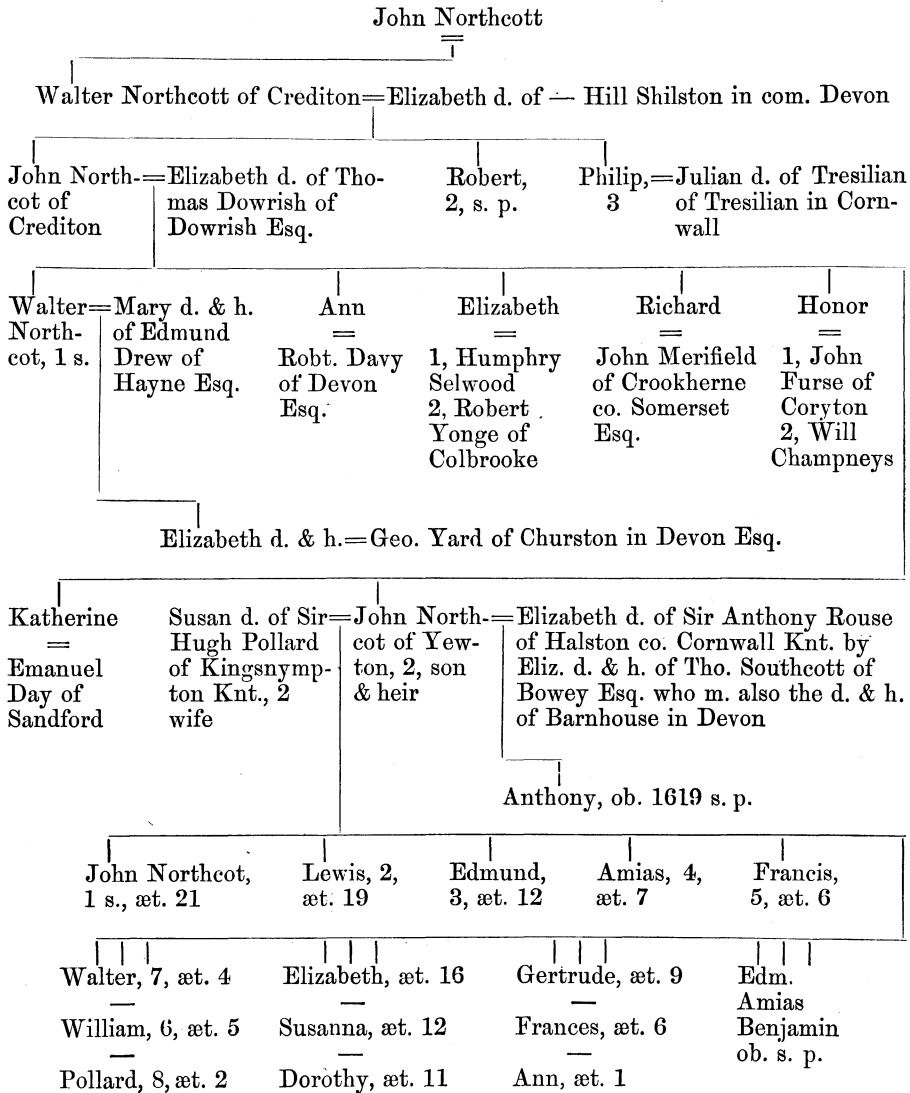 John Northcott
=
Walter Northcott of Crediton=Elizabeth d. of — Hill Shilston in com. Devon
John North-=Elizabeth d. of Tho-
cot of mas Dowrish of
Crediton Dowrish Esq.
Robert,
2, s. p.
Philip,=Julian d. of Tresilian
3 of Tresilian in Corn-
wall
Walter=Mary d. & h.
North- of Edmund
cot, 1 s. Drew of
Hayne Esq.
Ann
=
Robt. Davy
of Devon
Esq.
Elizabeth
=
1, Humphry
Selwood
2, Robert
Yonge of
Colbrooke
Richard
=
John Merifield
of Crookherne
co. Somerset
Esq.
Honor
=
1, John
Furse of
Coryton
2, Will
Champneys
Elizabeth d. & h.=Geo. Yard of Churston in Devon Esq.
Katherine
=
Emanuel
Day of
Sandford
Susan d. of Sir=John North-=Elizabeth d. of Sir Anthony Rouse
Hugh Pollard cot of Yew- of Halston co. Cornwall Knt. by
of Kingsnymp- ton, 2, son Eliz. d. & h. of Tho. Southcott of
ton Knt., 2 & heir Bowey Esq. who m. also the d. & h.
wife of Barnhouse in Devon
Anthony, ob. 1619 s. p.
John Northcot,
1 s., æt. 21
Lewis, 2,
æt. 19
Edmund,
3, æt. 12
Amias, 4,
æt. 7
Francis,
5, æt. 6
Walter, 7, æt. 4
—
William, 6, æt. 5
—
Pollard, 8, æt. 2
Elizabeth, æt. 16
—
Susanna, æt. 12
—
Dorothy, æt. 11
Gertrude, æt. 9
—
Frances, æt. 6
—
Ann, æt. 1
Edm.
Amias
Benjamin
ob. s. p.